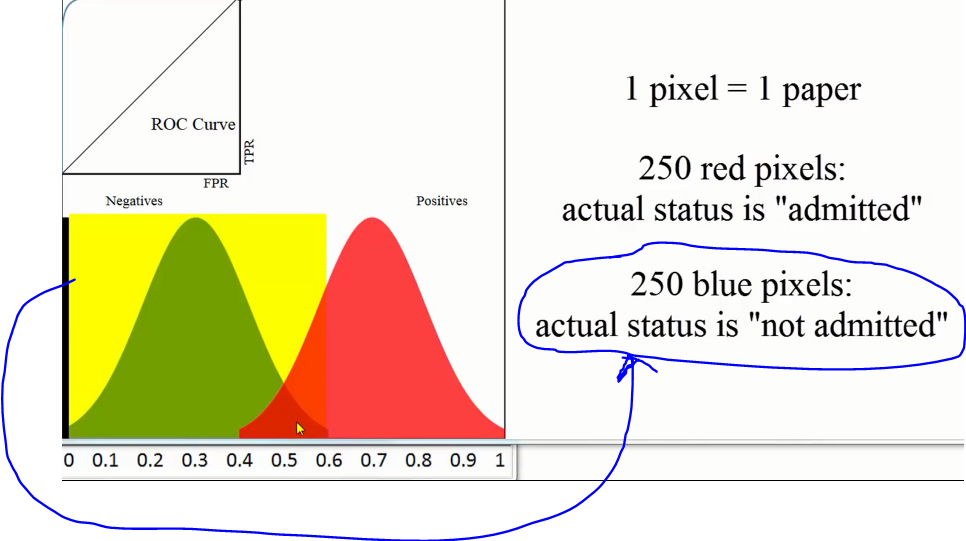 ROC Curve
TPR
FPR
Negatives
Positives
0 0.1 0.2 0.3 0.4 0.5 0.6 0.7 0.8 0.9 1
1 pixel = 1 paper
250 red pixels:
actual status is "admitted"
250 blue pixels:
actual status is "not admitted"